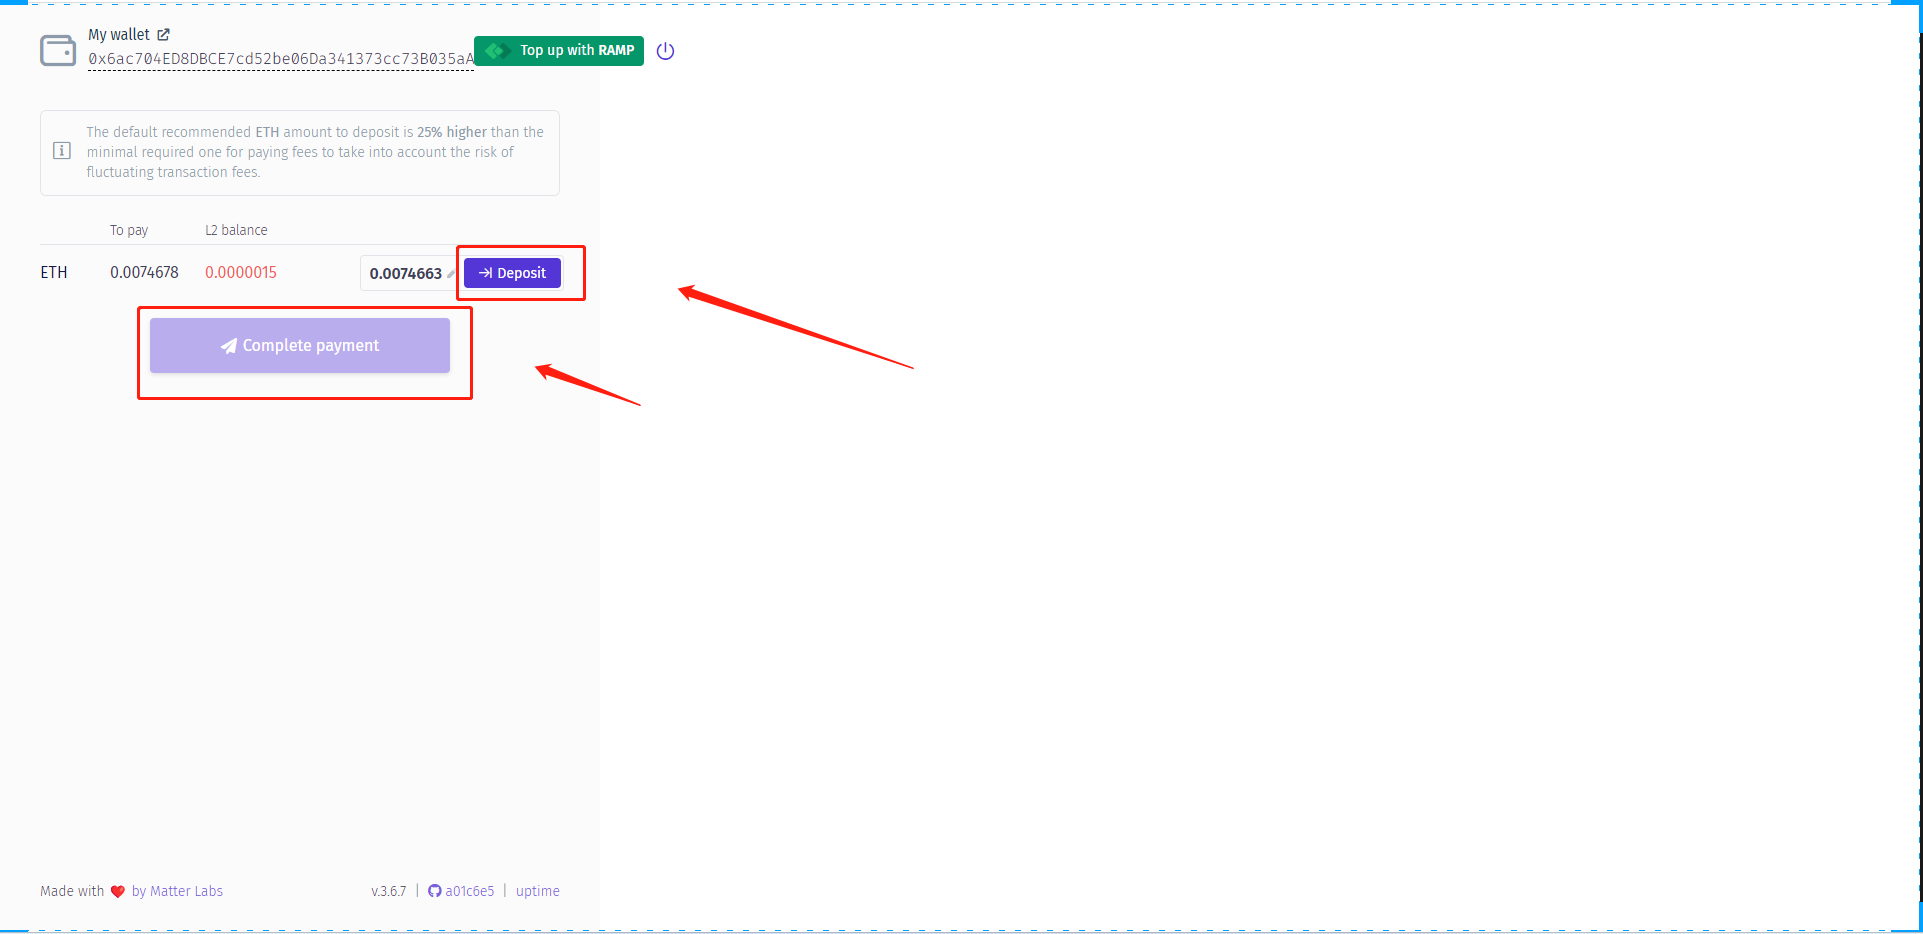 My wallet
0x6ac704ED8DBCE7cd52be06Da341373cc73B035aA
Top up with RAMP
The default recommended ETH amount to deposit is 25% higher than the
minimal required one for paying fees to take into account the risk of
fluctuating transaction fees.
To pay L2 balance
ETH 0.0074678 0.0000015 0.0074663 Deposit
Complete payment
Made with ❤️ by Matter Labs v.3.6.7 | a01c6e5 | uptime